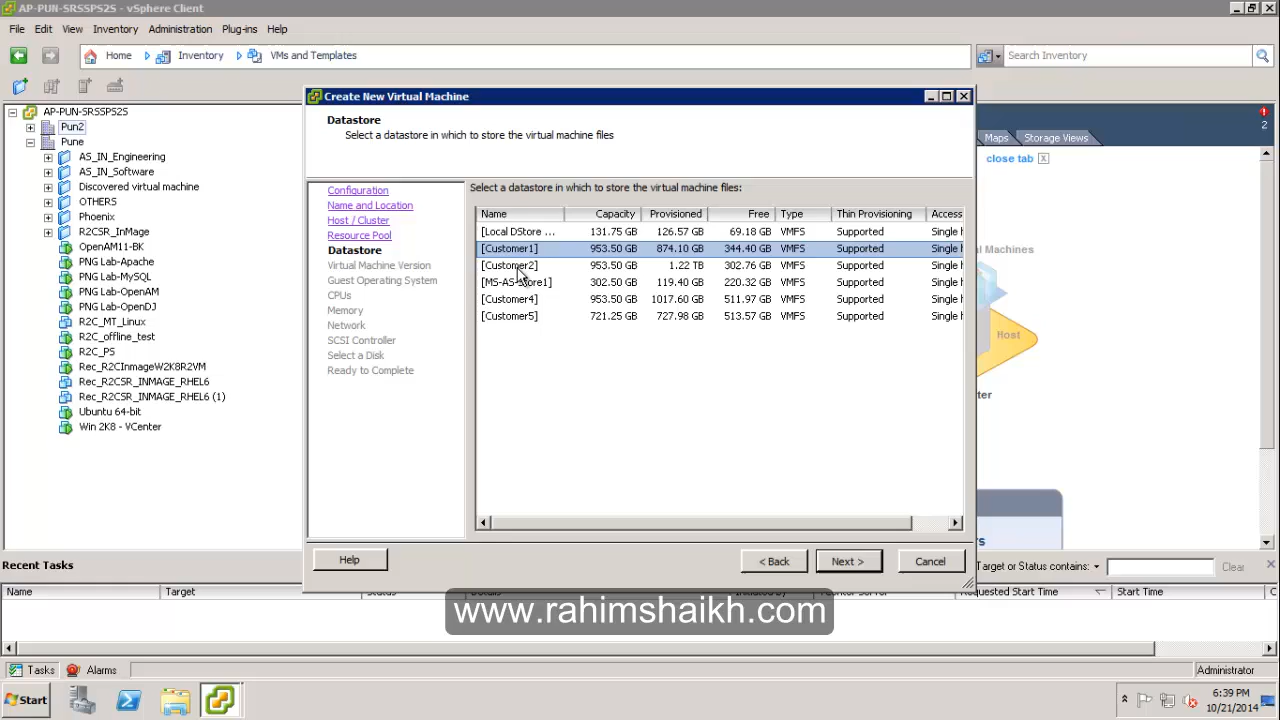 AP-PUN-SRSSPS2S - vSphere Client
File Edit View Inventory Administration Plug-ins Help
Home Inventory VMs and Templates
Search Inventory
AP-PUN-SRSSPS2S
Pun2
Pune
AS_IN_Engineering
AS_IN_Software
Discovered virtual machine
OTHERS
Phoenix
R2CSR_InMage
OpenAM11-BK
PNG Lab-Apache
PNG Lab-MySQL
PNG Lab-OpenAM
PNG Lab-OpenDJ
R2C_MT_Linux
R2C_offline_test
R2C_PS
Rec_R2CInmageW2K8R2VM
Rec_R2CSR_INMAGE_RHEL6
Rec_R2CSR_INMAGE_RHEL6 (1)
Ubuntu 64-bit
Win 2K8 - VCenter
Create New Virtual Machine
Datastore
Select a datastore in which to store the virtual machine files
Configuration
Name and Location
Host / Cluster
Resource Pool
Datastore
Virtual Machine Version
Guest Operating System
CPUs
Memory
Network
SCSI Controller
Select a Disk
Ready to Complete
Select a datastore in which to store the virtual machine files:
Name Capacity Provisioned Free Type Thin Provisioning Access
[Local DStore ... 131.75 GB 126.57 GB 69.18 GB VMFS Supported Single h
[Customer1] 953.50 GB 874.10 GB 344.40 GB VMFS Supported Single h
[Customer2] 953.50 GB 1.22 TB 302.76 GB VMFS Supported Single h
[MS-AS-Store1] 302.50 GB 119.40 GB 220.32 GB VMFS Supported Single h
[Customer4] 953.50 GB 1017.60 GB 511.97 GB VMFS Supported Single h
[Customer5] 721.25 GB 727.98 GB 513.57 GB VMFS Supported Single h
Help < Back Next > Cancel
2
Maps Storage Views
close tab X
al Machines
Host
ter
rs
Recent Tasks
Target or Status contains: Clear
Name Target Status Requested Start Time Start Time C
www.rahimshaikh.com
Tasks Alarms
Administrator
Start
6:39 PM
10/21/2014